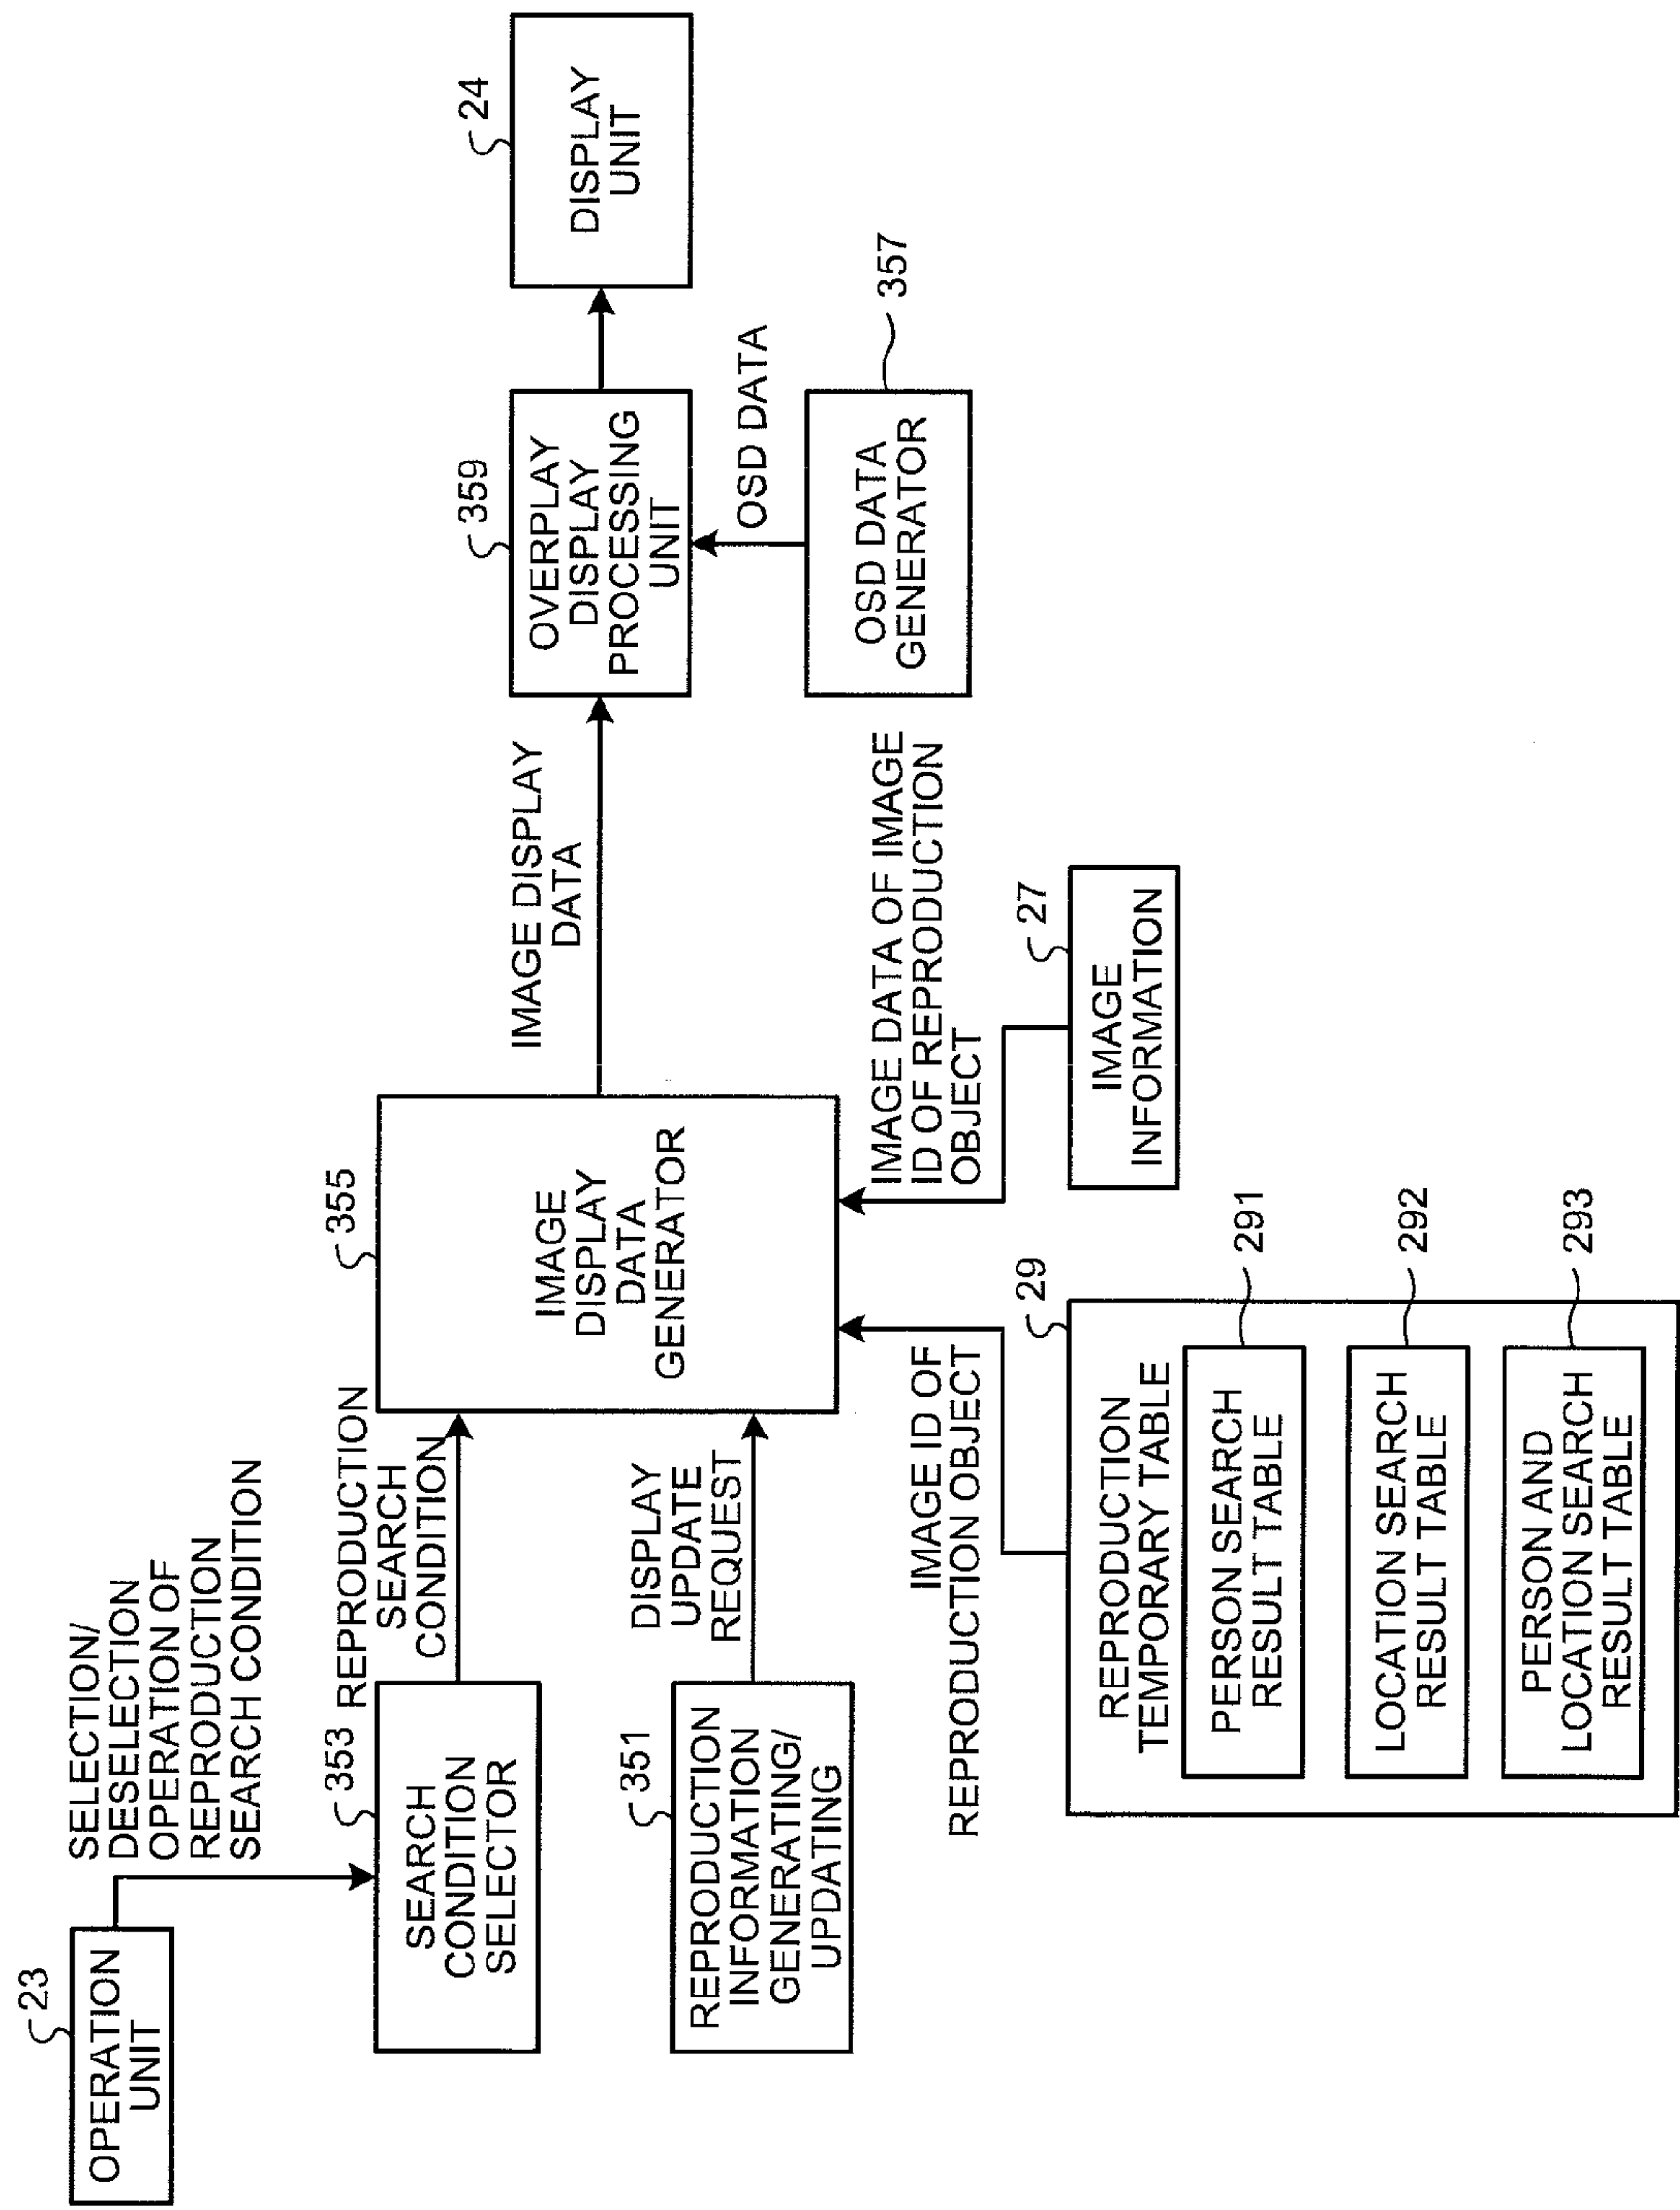 23
OPERATION
UNIT
SELECTION/
DESELECTION
OPERATION OF
REPRODUCTION
SEARCH CONDITION
353
SEARCH
CONDITION
SELECTOR
REPRODUCTION
SEARCH
CONDITION
351
REPRODUCTION
INFORMATION
GENERATING/
UPDATING
DISPLAY
UPDATE
REQUEST
355
IMAGE
DISPLAY
DATA
GENERATOR
IMAGE DISPLAY
DATA
359
OVERPLAY
DISPLAY
PROCESSING
UNIT
24
DISPLAY
UNIT
OSD DATA
OSD DATA
GENERATOR
357
IMAGE ID OF
REPRODUCTION OBJECT
IMAGE DATA OF IMAGE
ID OF REPRODUCTION
OBJECT
27
IMAGE
INFORMATION
29
REPRODUCTION
TEMPORARY TABLE
PERSON SEARCH
RESULT TABLE
291
LOCATION SEARCH
RESULT TABLE
292
PERSON AND
LOCATION SEARCH
RESULT TABLE
293